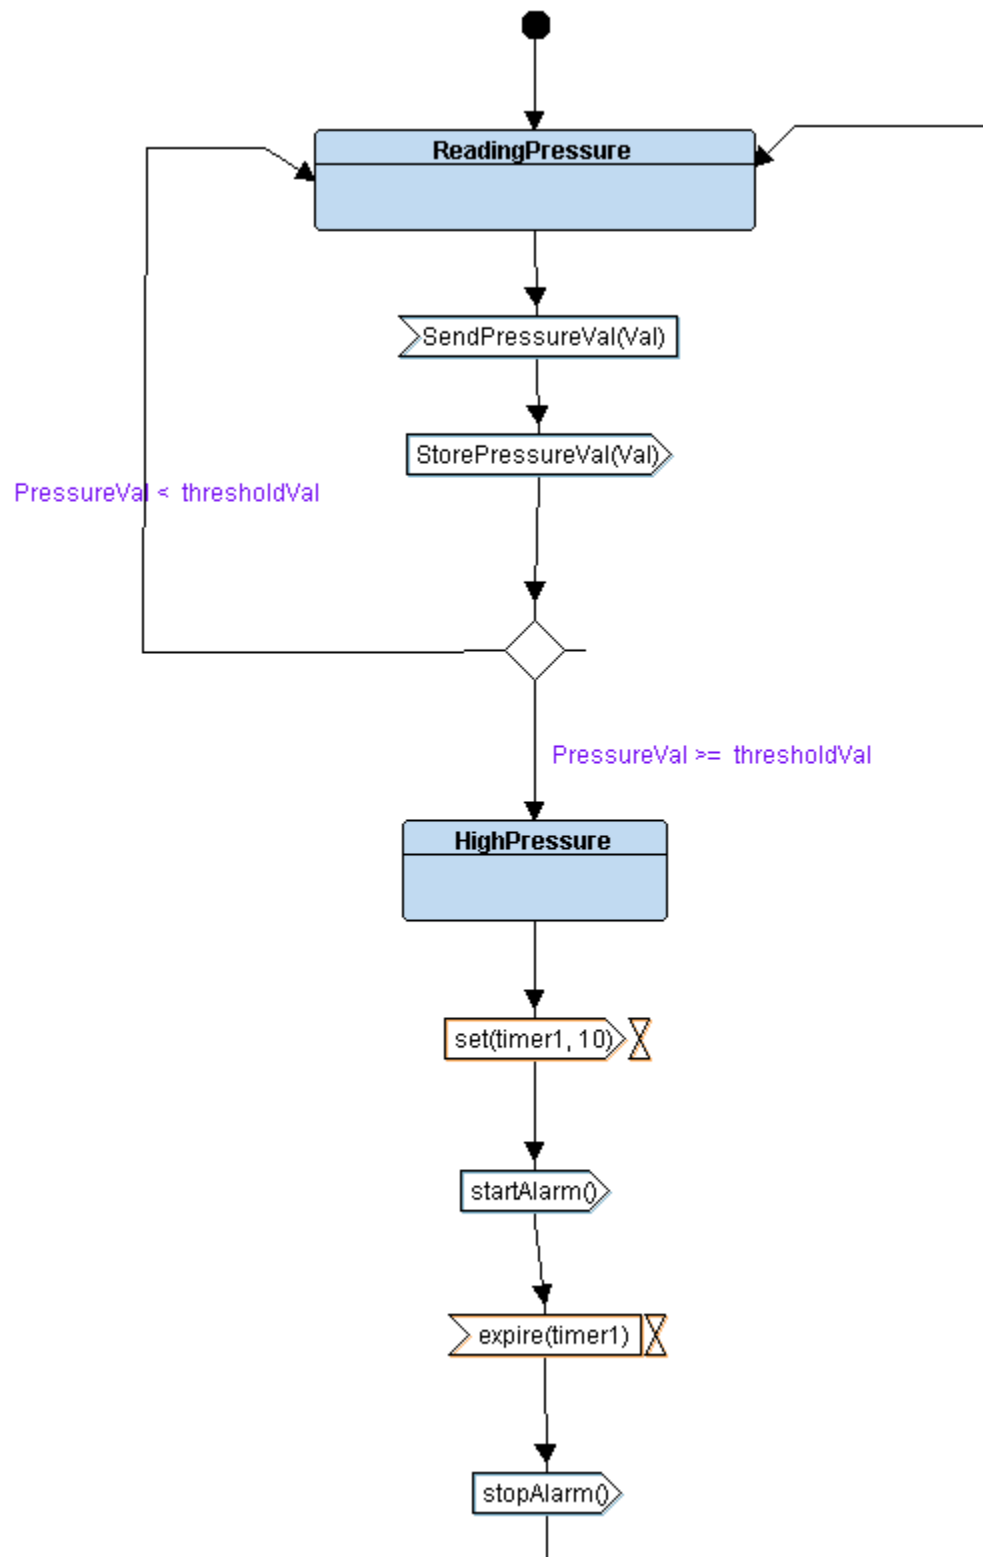 ReadingPressure
SendPressureVal(Val)
StorePressureVal(Val)
PressureVal < thresholdVal
PressureVal >= thresholdVal
HighPressure
set(timer1, 10)
startAlarm()
expire(timer1)
stopAlarm()